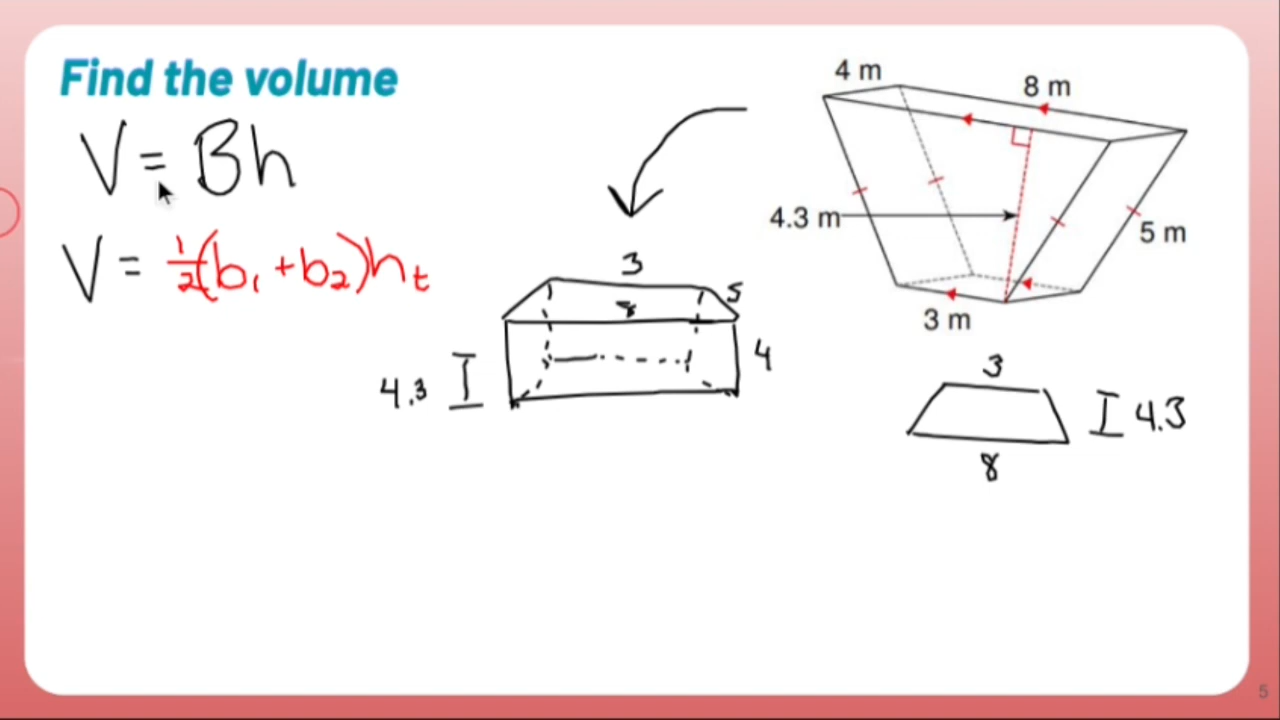 Find the volume
V = Bh
V = 1/2(b₁ + b₂)hₜ
4 m
8 m
4.3 m
5 m
3 m
3
5
8
4.3
4
3
4.3
8
5